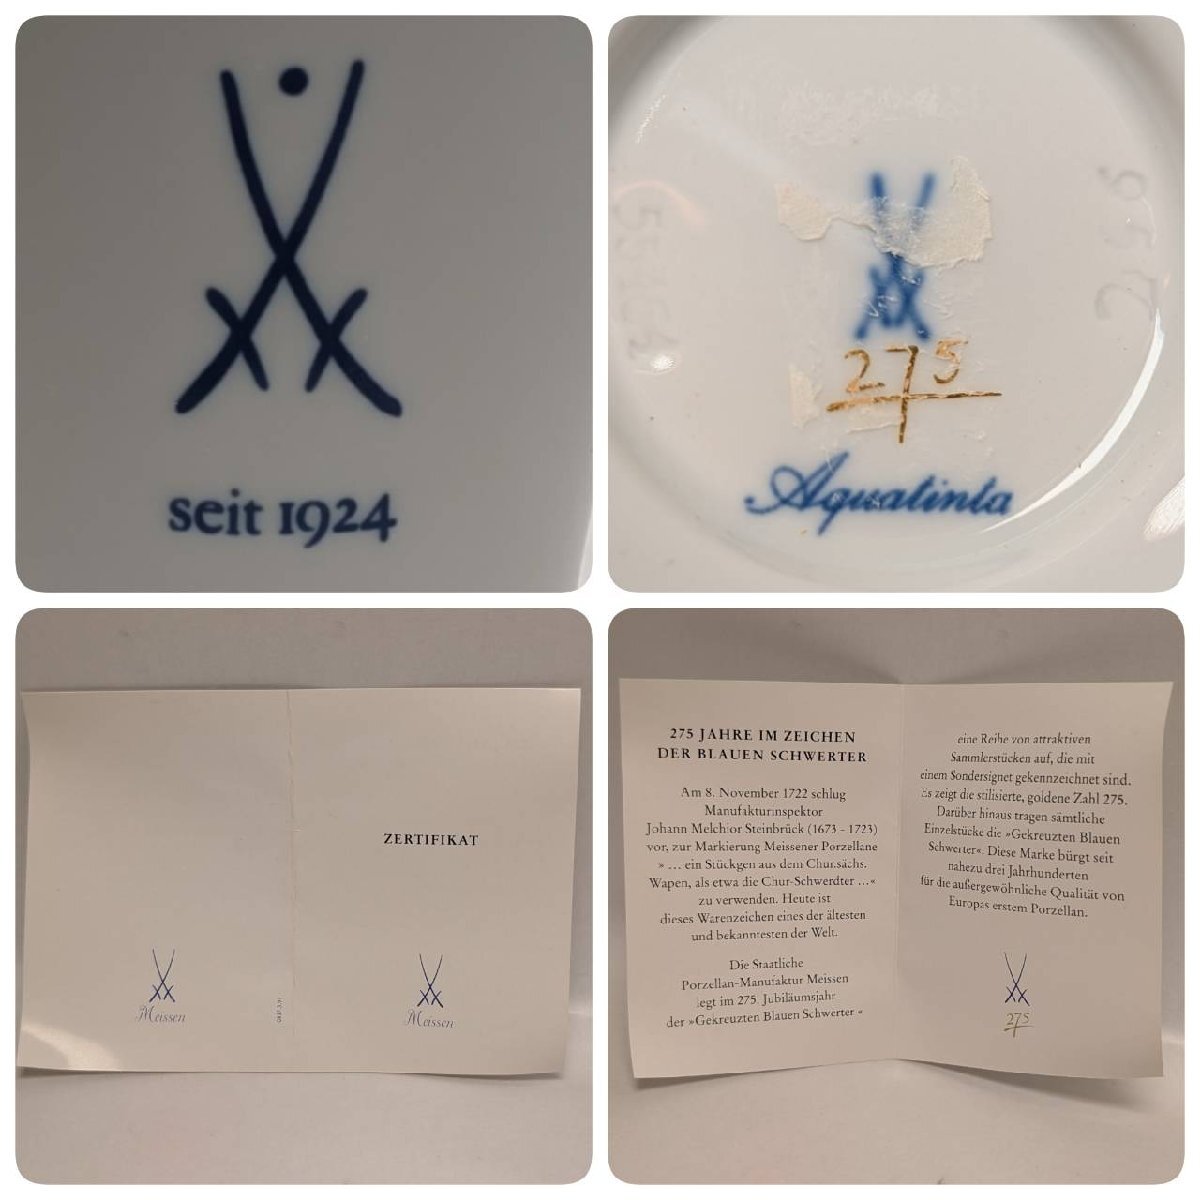 seit 1924
275
Aquatinta
ZERTIFIKAT
Meissen
Meissen
275 JAHRE IM ZEICHEN
DER BLAUEN SCHWERTER
Am 8. November 1722 schlug
Manufakturinspektor
Johann Melchior Steinbrück (1673 - 1723)
vor, zur Markierung Meissener Porzellane
» ... ein Stückgen aus dem Chursächs.
Wapen, als etwa die Chur-Schwerdter ...«
zu verwenden. Heute ist
dieses Warenzeichen eines der ältesten
und bekanntesten der Welt.
Die Staatliche
Porzellan-Manufaktur Meissen
legt im 275. Jubiläumsjahr
der »Gekreuzten Blauen Schwerter «
eine Reihe von attraktiven
Sammlerstücken auf, die mit
einem Sondersignet gekennzeichnet sind.
Es zeigt die stilisierte, goldene Zahl 275.
Darüber hinaus tragen sämtliche
Einzelstücke die »Gekreuzten Blauen
Schwerter«. Diese Marke bürgt seit
nahezu drei Jahrhunderten
für die außergewöhnliche Qualität von
Europas erstem Porzellan.
275